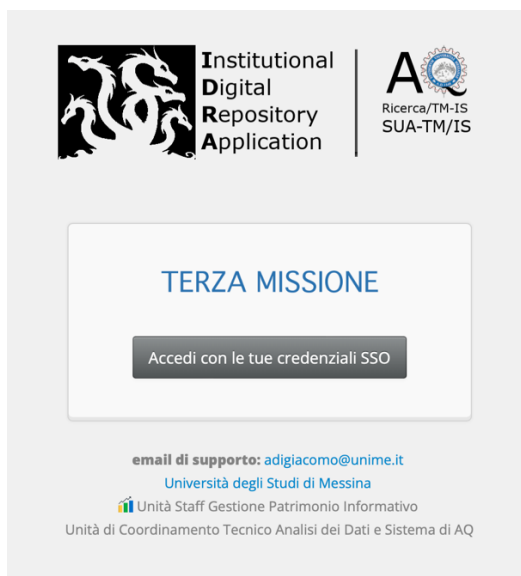 Institutional
Digital
Repository
Application
AQ
Ricerca/TM-IS
SUA-TM/IS
TERZA MISSIONE
Accedi con le tue credenziali SSO
email di supporto: adigiacomo@unime.it
Università degli Studi di Messina
Unità Staff Gestione Patrimonio Informativo
Unità di Coordinamento Tecnico Analisi dei Dati e Sistema di AQ